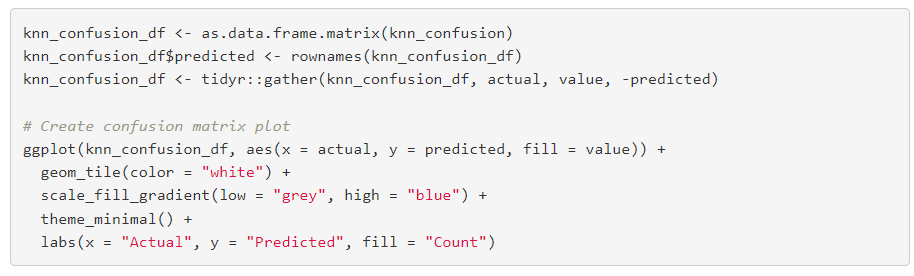 knn_confusion_df <- as.data.frame.matrix(knn_confusion)
knn_confusion_df$predicted <- rownames(knn_confusion_df)
knn_confusion_df <- tidyr::gather(knn_confusion_df, actual, value, -predicted)

# Create confusion matrix plot
ggplot(knn_confusion_df, aes(x = actual, y = predicted, fill = value)) +
  geom_tile(color = "white") +
  scale_fill_gradient(low = "grey", high = "blue") +
  theme_minimal() +
  labs(x = "Actual", y = "Predicted", fill = "Count")